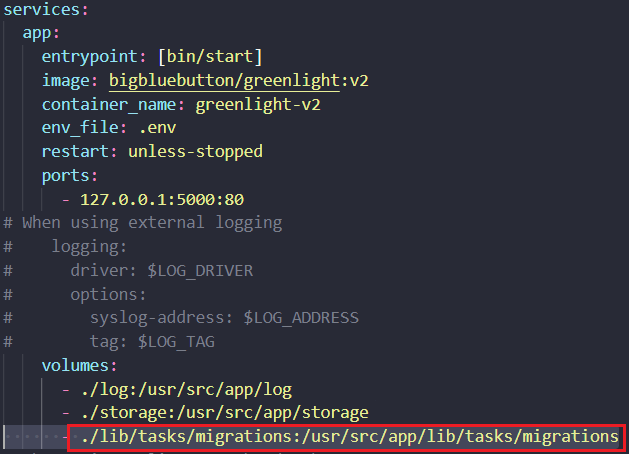 services:
app:
entrypoint: [bin/start]
image: bigbluebutton/greenlight:v2
container_name: greenlight-v2
env_file: .env
restart: unless-stopped
ports:
- 127.0.0.1:5000:80
# When using external logging
# logging:
# driver: $LOG_DRIVER
# options:
# syslog-address: $LOG_ADDRESS
# tag: $LOG_TAG
volumes:
- ./log:/usr/src/app/log
- ./storage:/usr/src/app/storage
- ./lib/tasks/migrations:/usr/src/app/lib/tasks/migrations